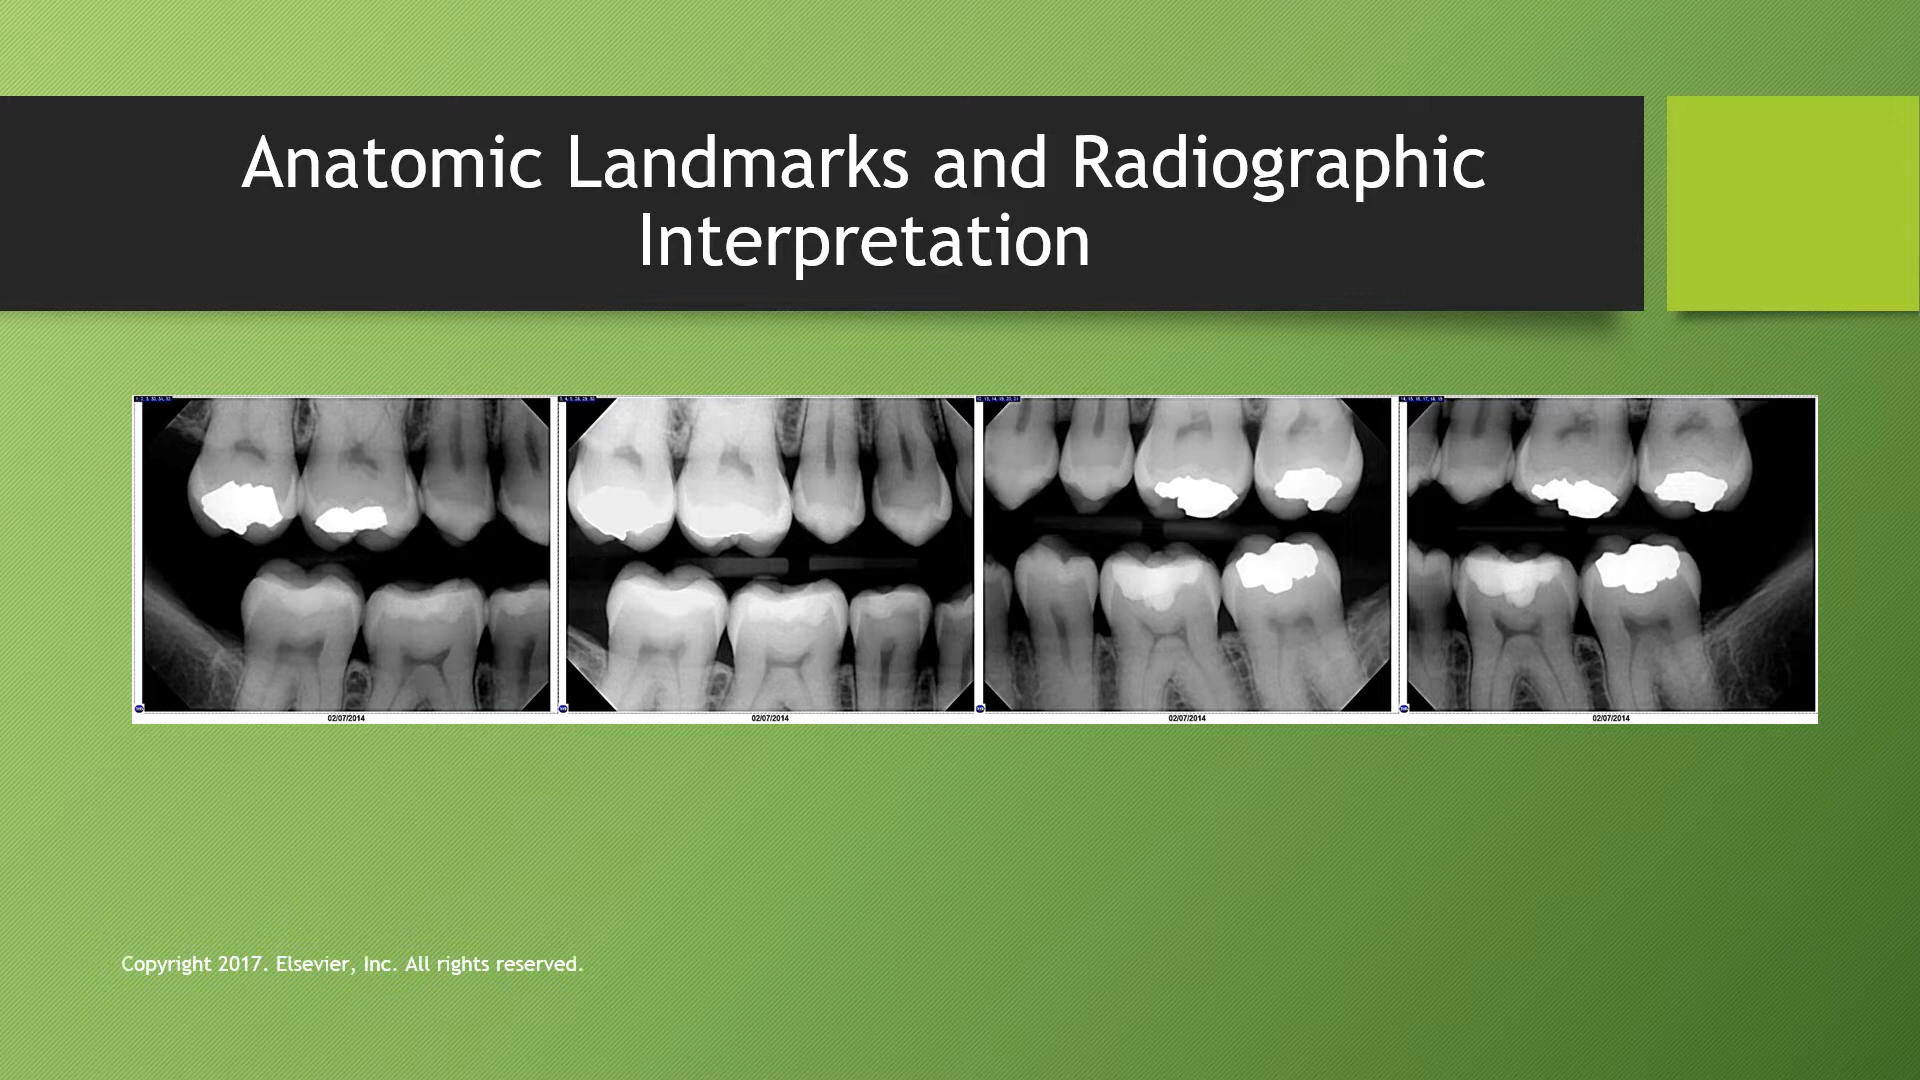 Anatomic Landmarks and Radiographic
Interpretation
02/07/2014
02/07/2014
02/07/2014
02/07/2014
Copyright 2017. Elsevier, Inc. All rights reserved.